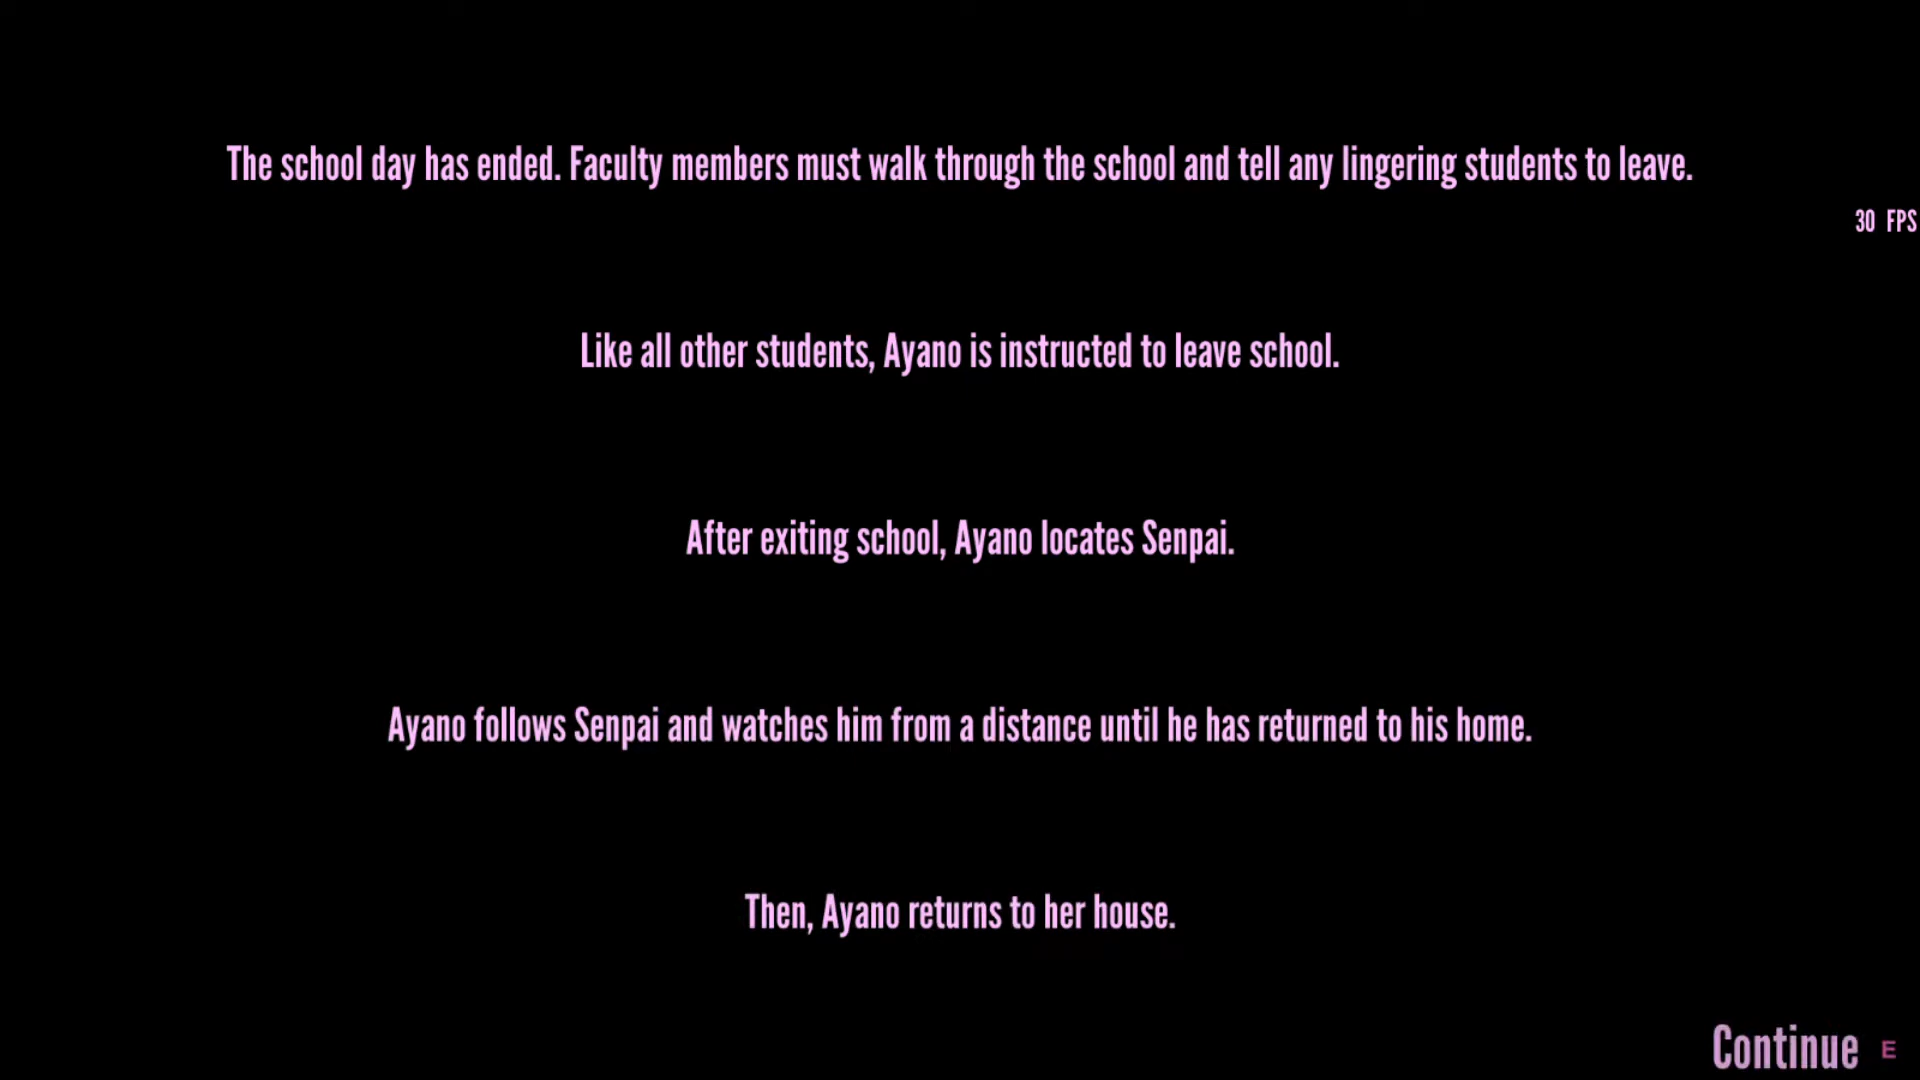 The school day has ended. Faculty members must walk through the school and tell any lingering students to leave.
30 FPS
Like all other students, Ayano is instructed to leave school.
After exiting school, Ayano locates Senpai.
Ayano follows Senpai and watches him from a distance until he has returned to his home.
Then, Ayano returns to her house.
Continue E